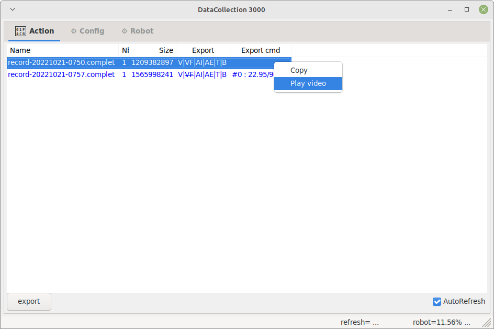 DataCollection 3000
Action Config Robot
Name Nl Size Export Export cmd
record-20221021-0750.complet 1 1209382897 V|VF|AI|AE|T|B
record-20221021-0757.complet 1 1565998241 V|VF|AI|AE|T|B #0 : 22.95/9
Copy
Play video
export AutoRefresh
refresh= ... robot=11.56% ...